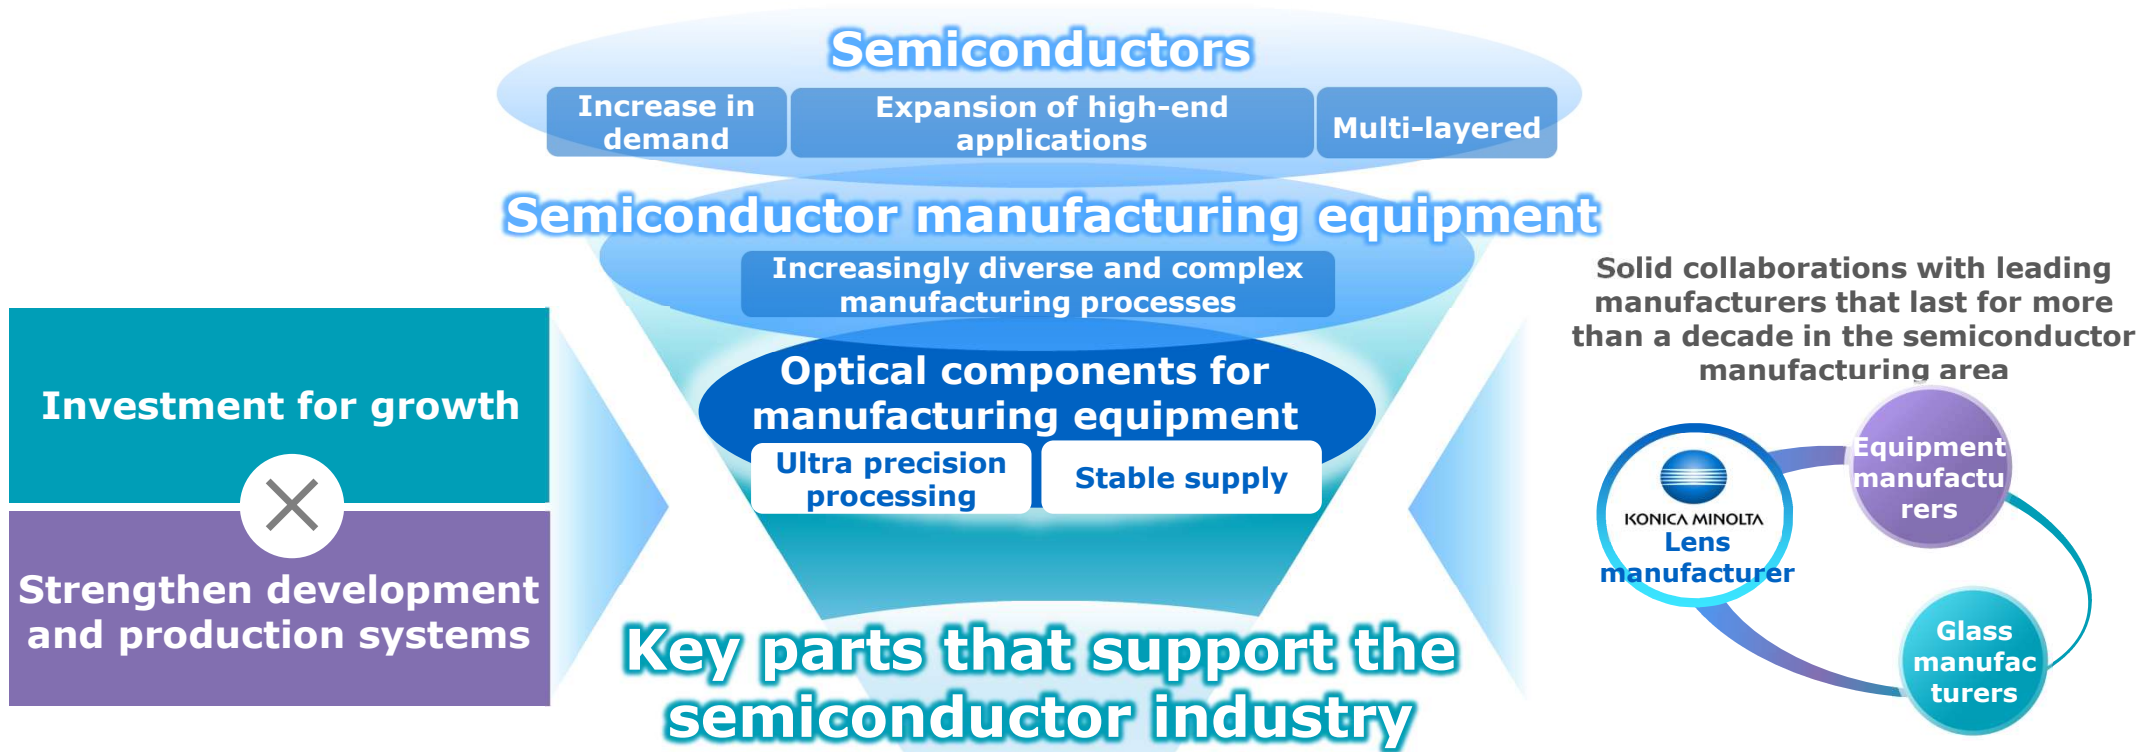 Semiconductors
Increase in
demand
Expansion of high-end
applications
Multi-layered
Semiconductor manufacturing equipment
Increasingly diverse and complex
manufacturing processes
Optical components for
manufacturing equipment
Ultra precision
processing
Stable supply
Key parts that support the
semiconductor industry
Investment for growth
×
Strengthen development
and production systems
Solid collaborations with leading
manufacturers that last for more
than a decade in the semiconductor
manufacturing area
Equipment
manufactu
rers
KONICA MINOLTA
Lens
manufacturer
Glass
manufac
turers